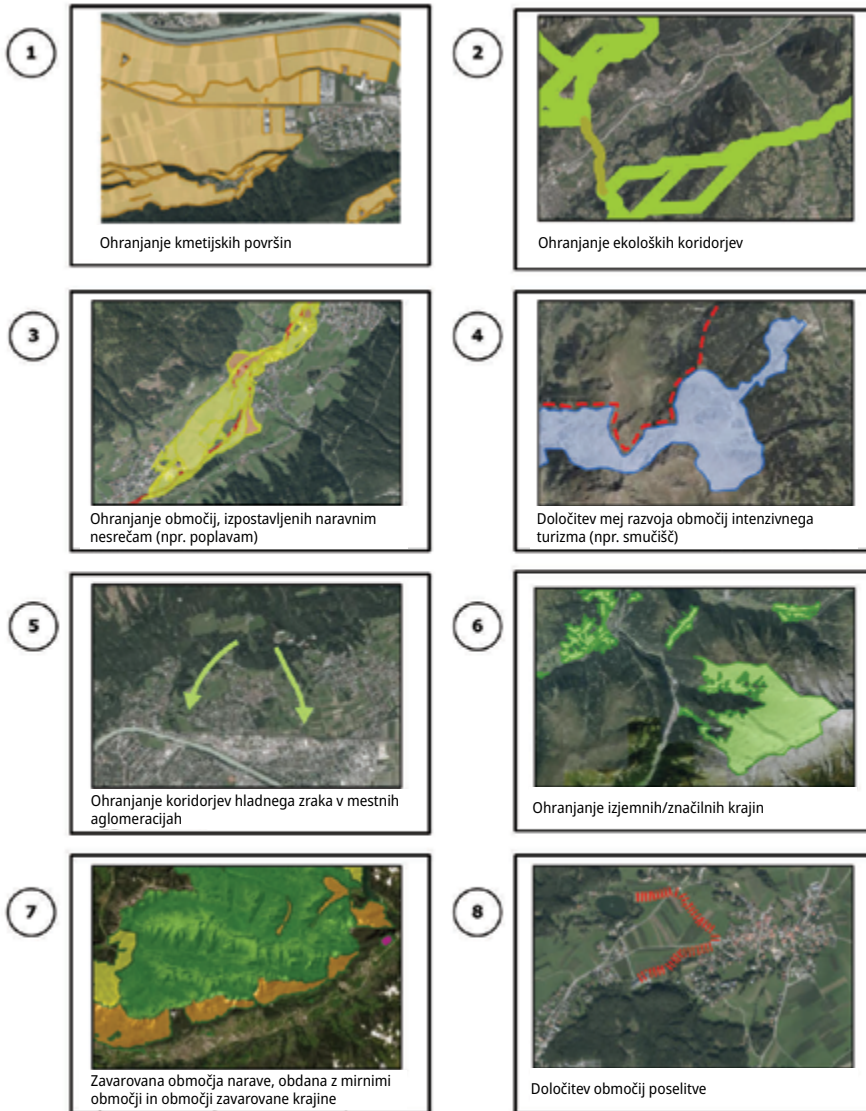 1
2
Ohranjanje kmetijskih površin
Ohranjanje ekoloških koridorjev
3
4
Ohranjanje območij, izpostavljenih naravnim
nesrečam (npr. poplavam)
Določitev mej razvoja območij intenzivnega
turizma (npr. smučišč)
5
6
Ohranjanje koridorjev hladnega zraka v mestnih
aglomeracijah
Ohranjanje izjemnih/značilnih krajin
7
8
Zavarovana območja narave, obdana z mirnimi
območji in območji zavarovane krajine
Določitev območij poselitve